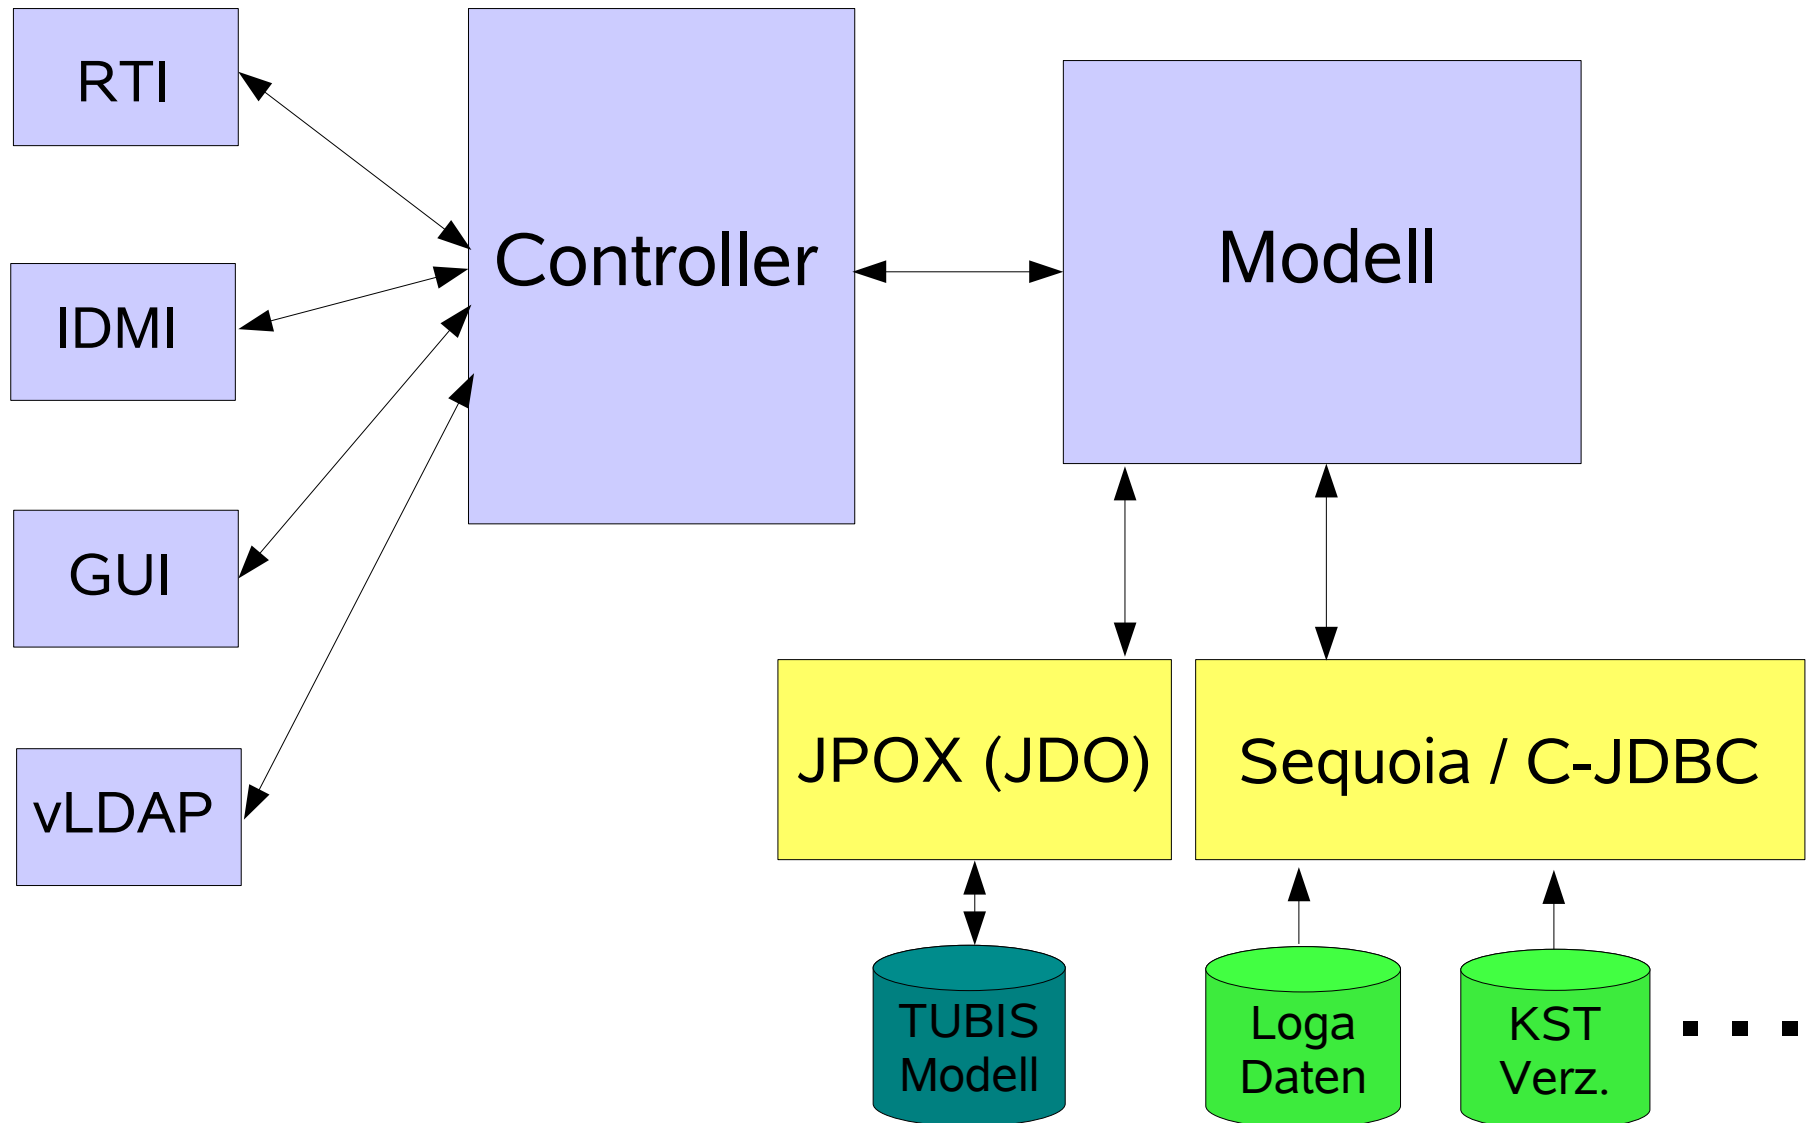 RTI
Controller
Modell
IDMI
GUI
vLDAP
JPOX (JDO)
Sequoia / C-JDBC
TUBIS
Modell
Loga
Daten
KST
Verz.